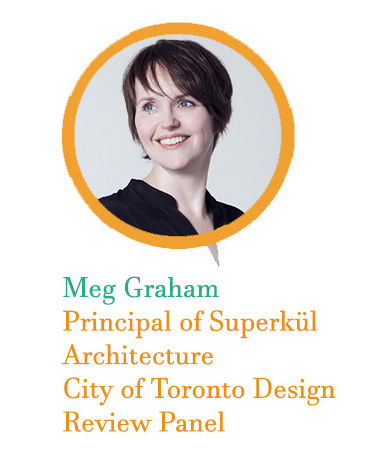 Meg Graham
Principal of Superkül
Architecture
City of Toronto Design
Review Panel